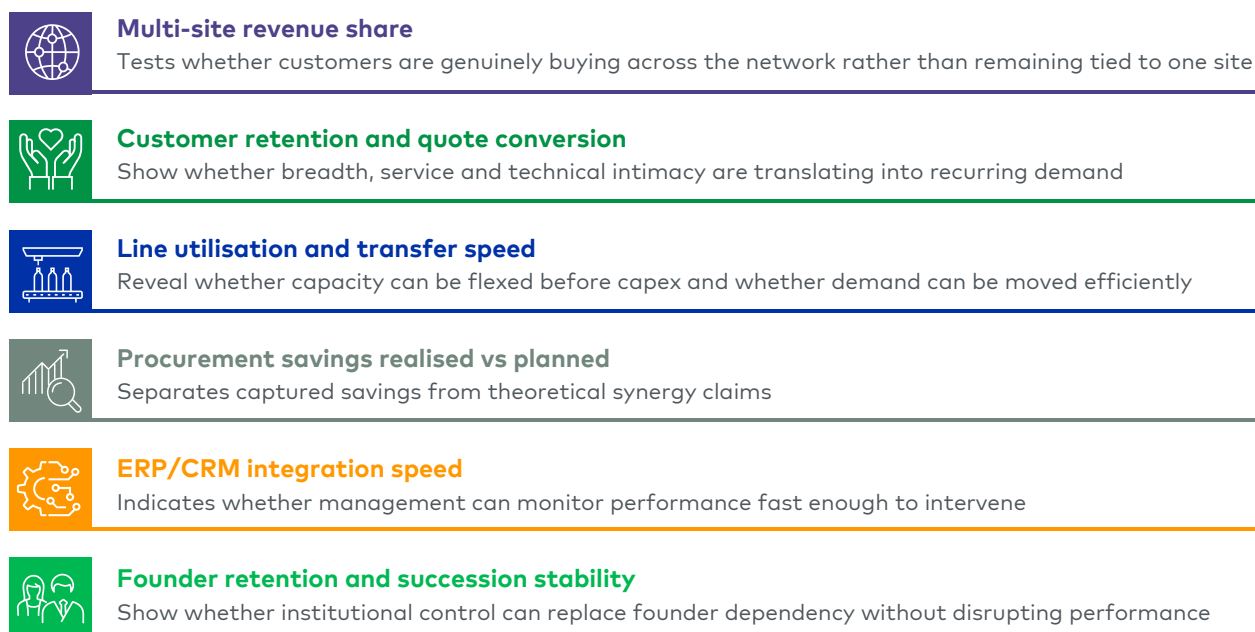 Multi-site revenue share
Tests whether customers are genuinely buying across the network rather than remaining tied to one site
Customer retention and quote conversion
Show whether breadth, service and technical intimacy are translating into recurring demand
Line utilisation and transfer speed
Reveal whether capacity can be flexed before capex and whether demand can be moved efficiently
Procurement savings realised vs planned
Separates captured savings from theoretical synergy claims
ERP/CRM integration speed
Indicates whether management can monitor performance fast enough to intervene
Founder retention and succession stability
Show whether institutional control can replace founder dependency without disrupting performance